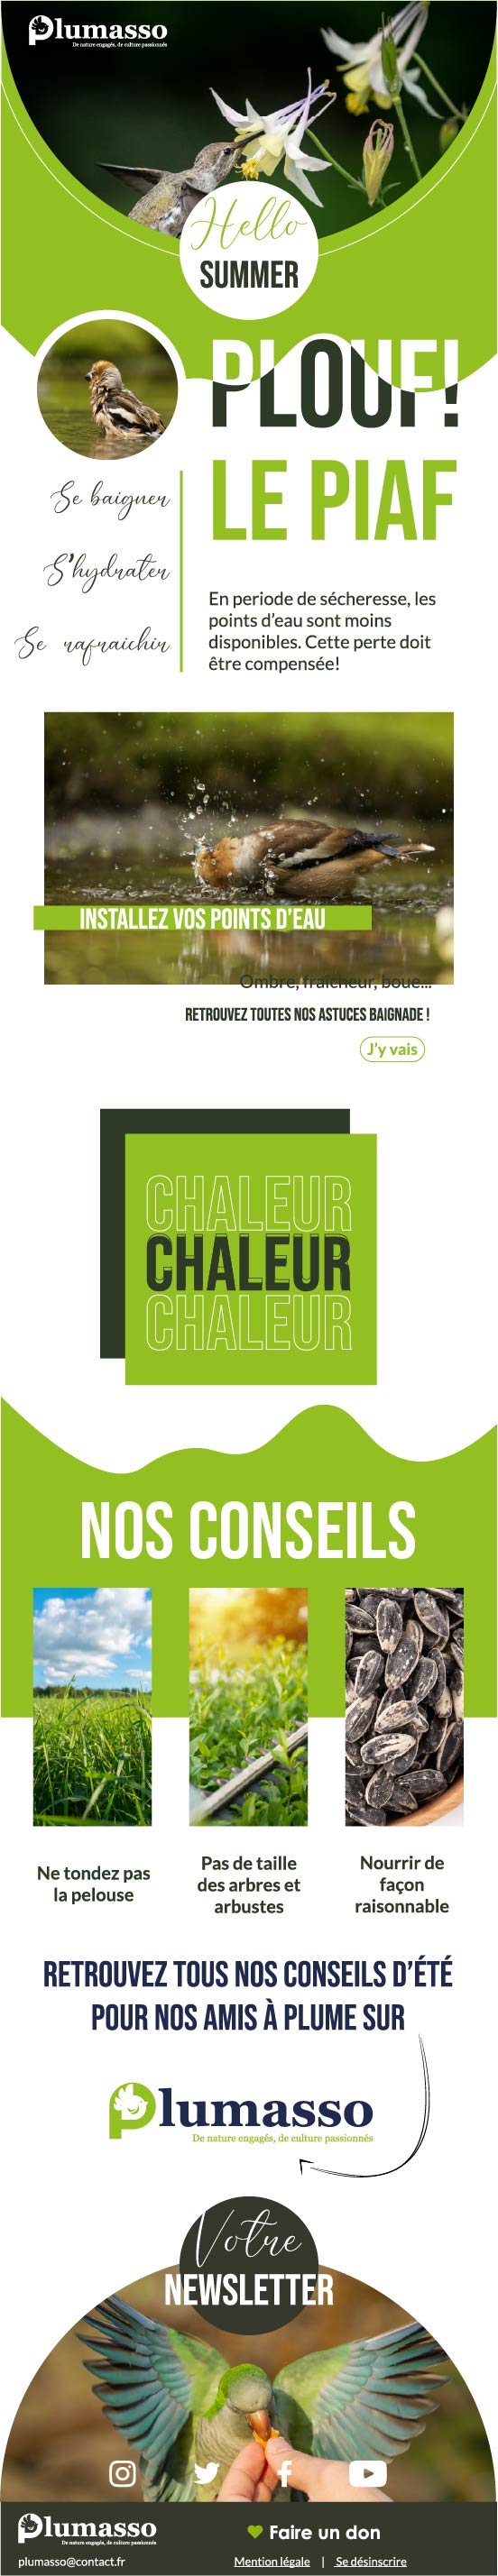 Plumasso
De nature engagés, de culture passionnés
Hello
SUMMER
PLOUF!
LE PIAF
Se baigner
S'hydrater
Se rafraichir
En periode de sécheresse, les
points d'eau sont moins
disponibles. Cette perte doit
être compensée!
INSTALLEZ VOS POINTS D'EAU
Ombre, fraîcheur, boue...
RETROUVEZ TOUTES NOS ASTUCES BAIGNADE !
J'y vais
CHALEUR
CHALEUR
CHALEUR
NOS CONSEILS
Ne tondez pas
la pelouse
Pas de taille
des arbres et
arbustes
Nourrir de
façon
raisonnable
RETROUVEZ TOUS NOS CONSEILS D'ÉTÉ
POUR NOS AMIS À PLUME SUR
Plumasso
De nature engagés, de culture passionnés
Votre
NEWSLETTER
Plumasso
De nature engagés, de culture passionnés
Faire un don
plumasso@contact.fr
Mention légale | Se désinscrire